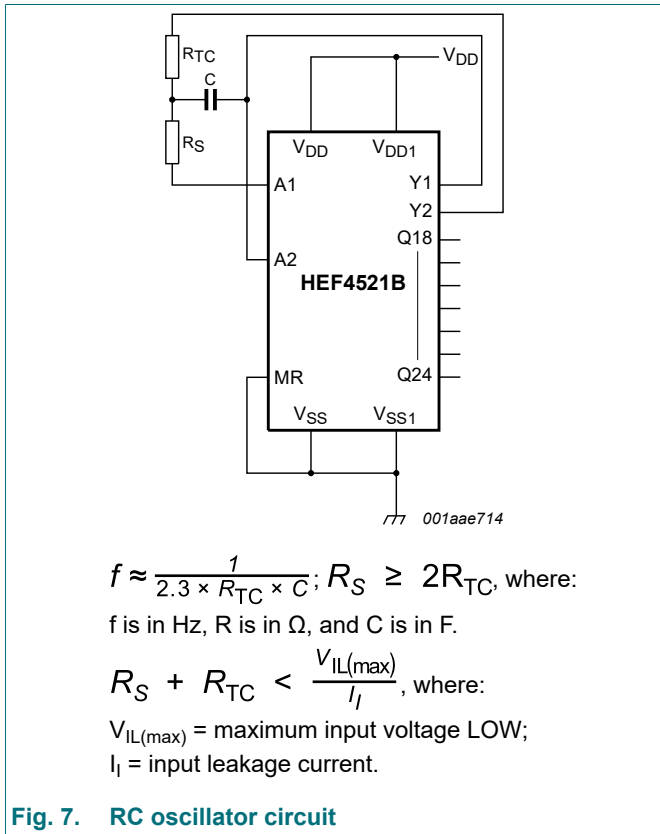 R_TC
C
R_S
V_DD
V_DD V_DD1
A1 Y1
Y2
Q18
A2
HEF4521B
MR Q24
V_SS V_SS1
001aae714
f ≈ 1 / (2.3 × R_TC × C); R_S ≥ 2R_TC, where:
f is in Hz, R is in Ω, and C is in F.
R_S + R_TC < V_IL(max) / I_I, where:
V_IL(max) = maximum input voltage LOW;
I_I = input leakage current.
Fig. 7. RC oscillator circuit